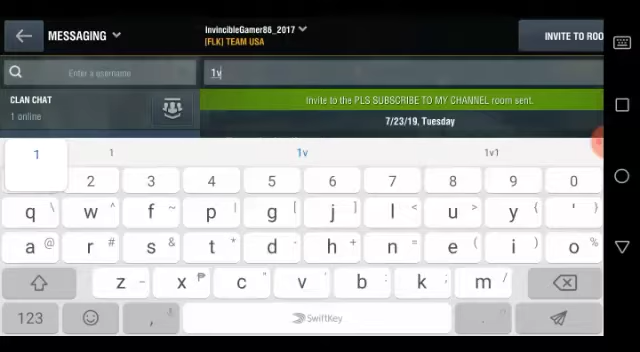 MESSAGING
InvincibleGamer86_2017
[FLK] TEAM USA
INVITE TO ROO
Enter a username
1v
CLAN CHAT
1 online
Invite to the PLS SUBSCRIBE TO MY CHANNEL room sent.
7/23/19, Tuesday
1 1 1v 1v1
2 3 4 5 6 7 8 9 0
q \ w ^ f ~ p | g [ j ] l < u > y { ' }
a @ r # s & t * d - h + n = e ( i ) o %
z _ x ₱ c " v ' b : k ; m /
123 , SwiftKey .